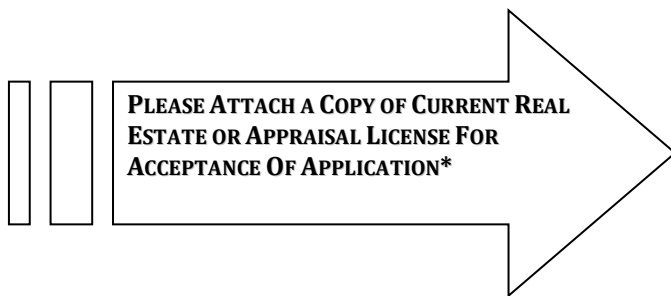 PLEASE ATTACH A COPY OF CURRENT REAL
ESTATE OR APPRAISAL LICENSE FOR
ACCEPTANCE OF APPLICATION*